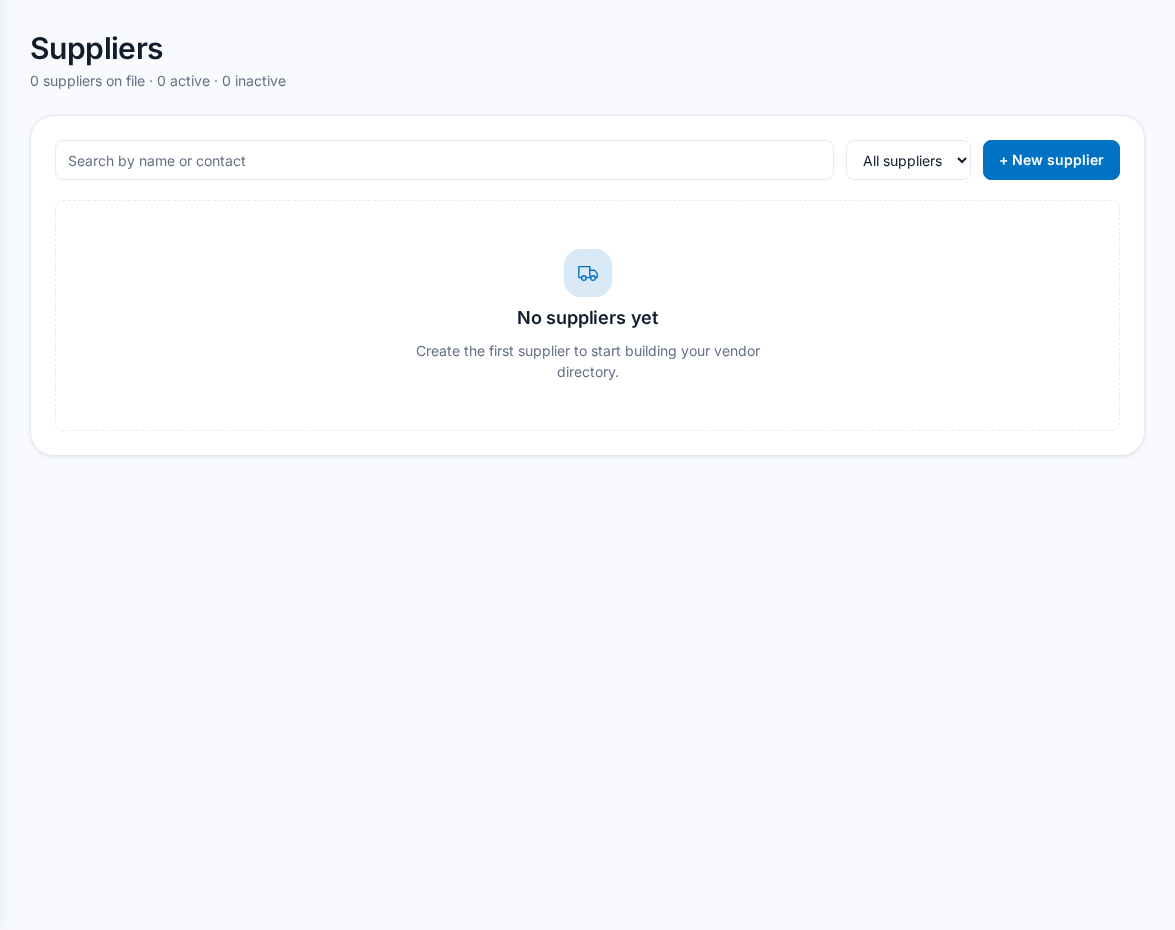 Suppliers
0 suppliers on file · 0 active · 0 inactive
Search by name or contact
All suppliers
+ New supplier
No suppliers yet
Create the first supplier to start building your vendor
directory.